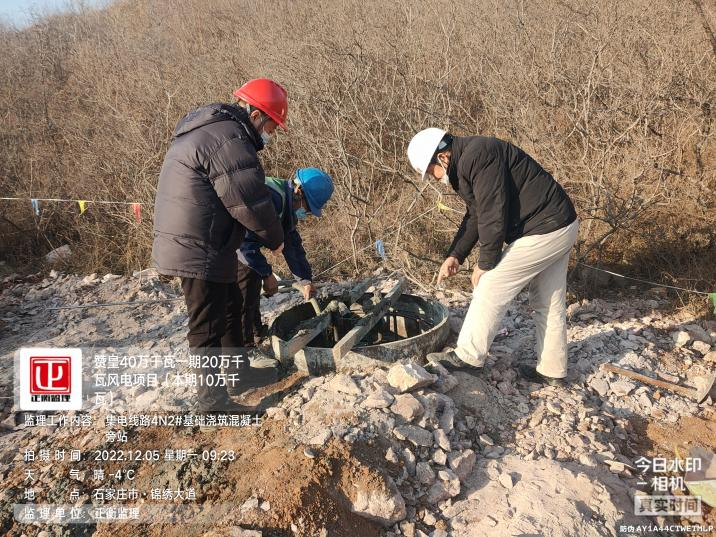 正衡监理
赞皇40万千瓦一期20万千
瓦风电项目【本期10万千
瓦】
监理工作内容：集电线路4N2#基础浇筑混凝土
旁站
拍 照 时 间：2022.12.05 星期一 09:23
天 气：晴 -4℃
地 点：石家庄市·锦绣大道
监 理 单 位：正衡监理
今日水印
相机
真实时间
防伪 AY1A44CTWETHLP